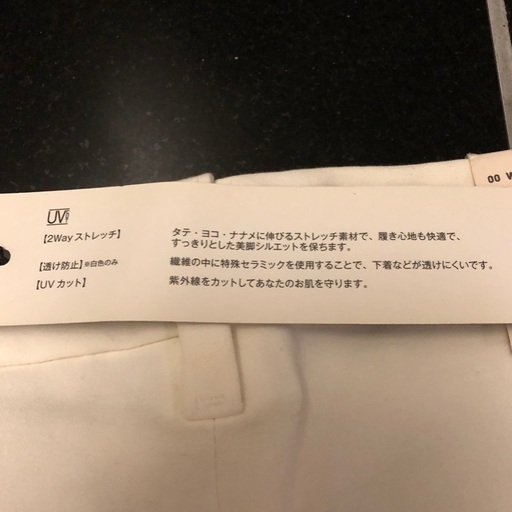 UV
00 W
【2Way ストレッチ】 タテ・ヨコ・ナナメに伸びるストレッチ素材で、履き心地も快適で、
すっきりとした美脚シルエットを保ちます。
【透け防止】※白色のみ 繊維の中に特殊セラミックを使用することで、下着などが透けにくいです。
【UV カット】 紫外線をカットしてあなたのお肌を守ります。